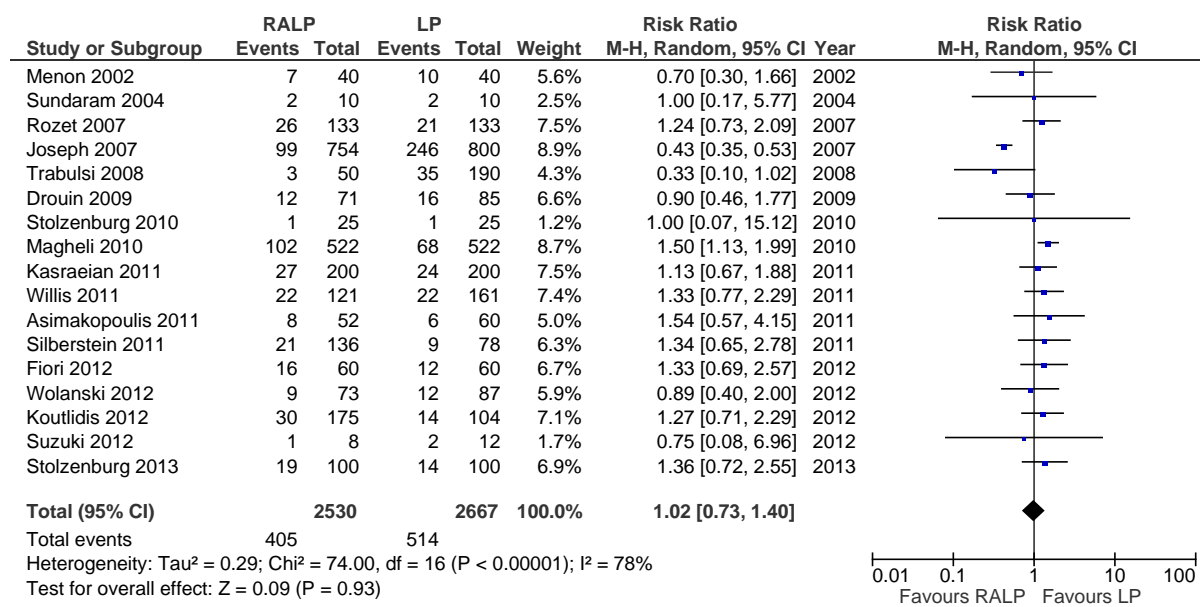 RALP LP Risk Ratio Risk Ratio
Study or Subgroup Events Total Events Total Weight M-H, Random, 95% CI Year M-H, Random, 95% CI
Menon 2002 7 40 10 40 5.6% 0.70 [0.30, 1.66] 2002
Sundaram 2004 2 10 2 10 2.5% 1.00 [0.17, 5.77] 2004
Rozet 2007 26 133 21 133 7.5% 1.24 [0.73, 2.09] 2007
Joseph 2007 99 754 246 800 8.9% 0.43 [0.35, 0.53] 2007
Trabulsi 2008 3 50 35 190 4.3% 0.33 [0.10, 1.02] 2008
Drouin 2009 12 71 16 85 6.6% 0.90 [0.46, 1.77] 2009
Stolzenburg 2010 1 25 1 25 1.2% 1.00 [0.07, 15.12] 2010
Magheli 2010 102 522 68 522 8.7% 1.50 [1.13, 1.99] 2010
Kasraeian 2011 27 200 24 200 7.5% 1.13 [0.67, 1.88] 2011
Willis 2011 22 121 22 161 7.4% 1.33 [0.77, 2.29] 2011
Asimakopoulis 2011 8 52 6 60 5.0% 1.54 [0.57, 4.15] 2011
Silberstein 2011 21 136 9 78 6.3% 1.34 [0.65, 2.78] 2011
Fiori 2012 16 60 12 60 6.7% 1.33 [0.69, 2.57] 2012
Wolanski 2012 9 73 12 87 5.9% 0.89 [0.40, 2.00] 2012
Koutlidis 2012 30 175 14 104 7.1% 1.27 [0.71, 2.29] 2012
Suzuki 2012 1 8 2 12 1.7% 0.75 [0.08, 6.96] 2012
Stolzenburg 2013 19 100 14 100 6.9% 1.36 [0.72, 2.55] 2013
Total (95% CI) 2530 2667 100.0% 1.02 [0.73, 1.40]
Total events 405 514
Heterogeneity: Tau² = 0.29; Chi² = 74.00, df = 16 (P < 0.00001); I² = 78%
Test for overall effect: Z = 0.09 (P = 0.93)
0.01 0.1 1 10 100
Favours RALP Favours LP